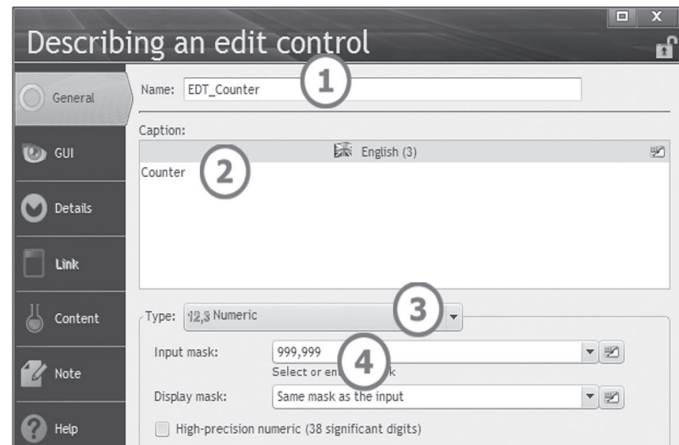 X
Describing an edit control
General
Name: EDT_Counter
1
Caption:
GUI
English (3)
Counter
2
Details
Link
Content
Type: 12,3 Numeric
3
Input mask: 999,999
4
Select or en
Note
Display mask: Same mask as the input
Help
High-precision numeric (38 significant digits)